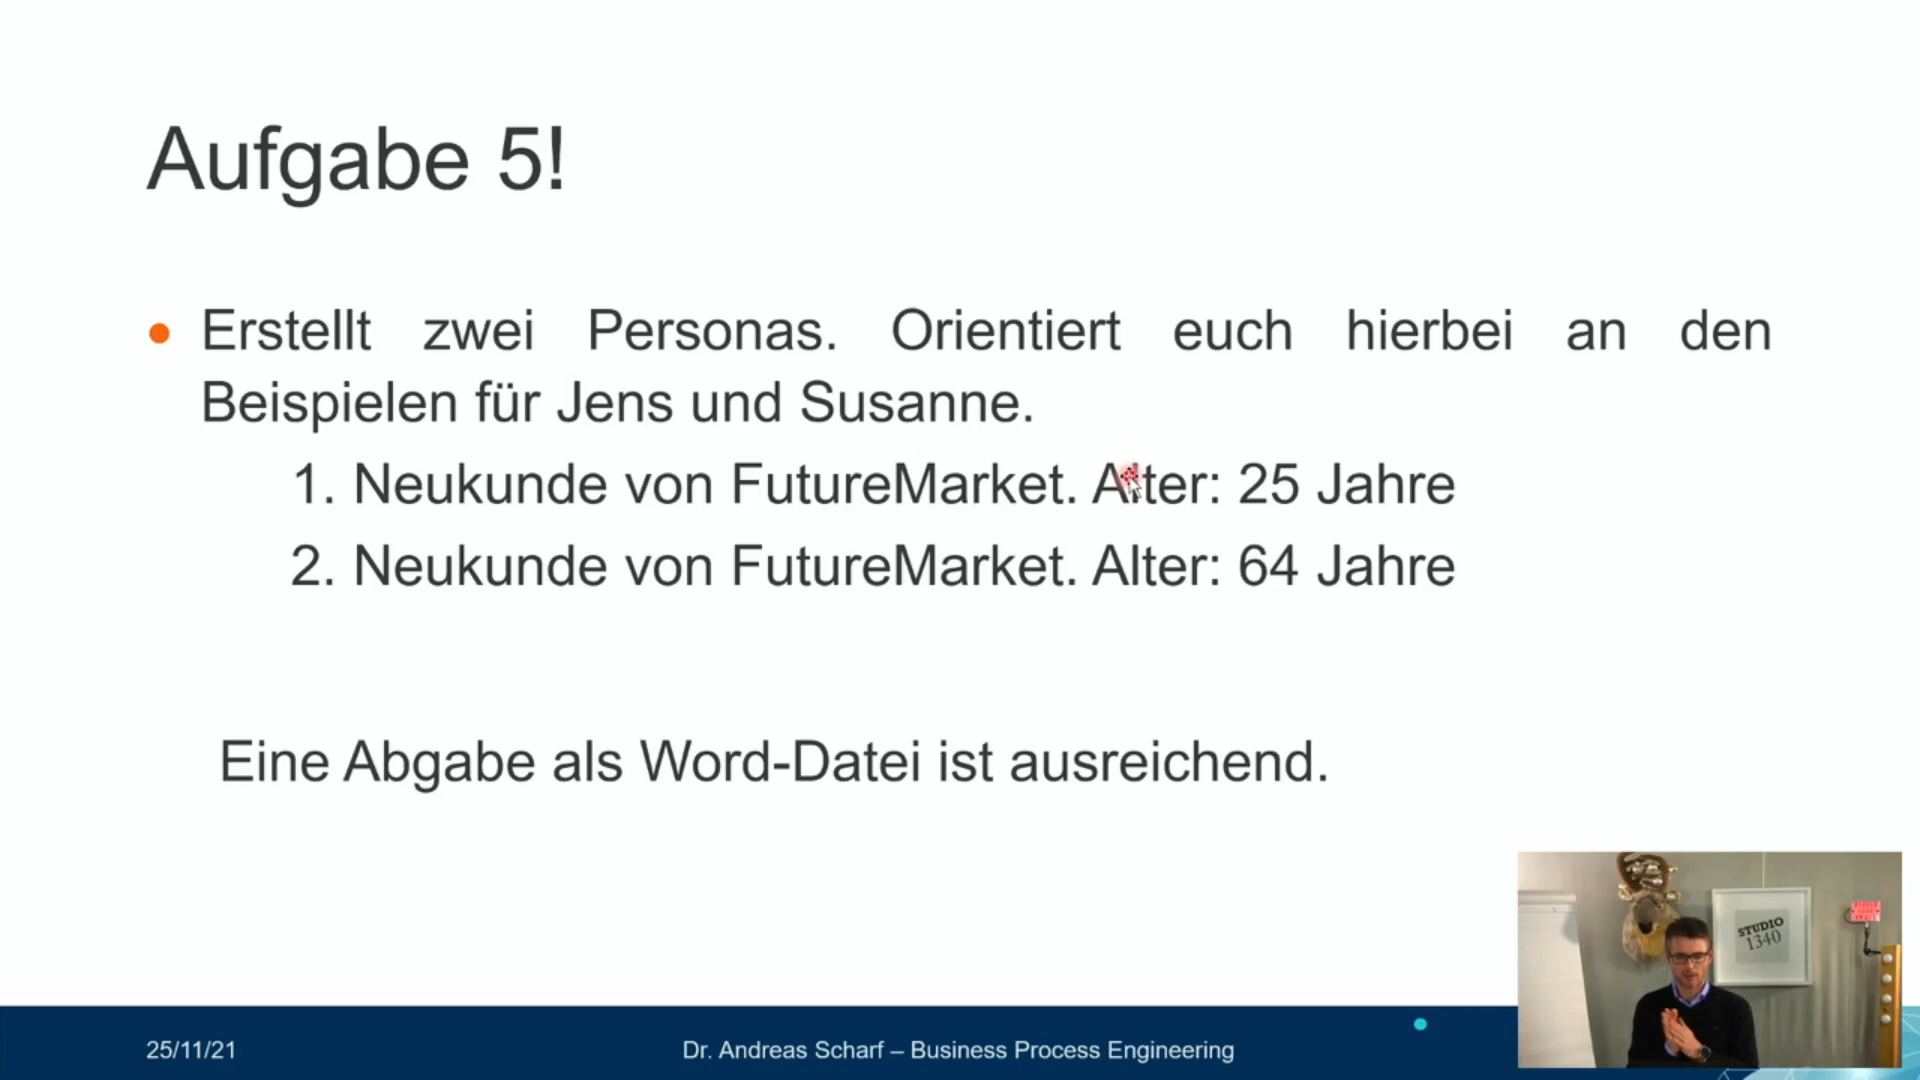 Aufgabe 5!
Erstellt zwei Personas. Orientiert euch hierbei an den
Beispielen für Jens und Susanne.
1. Neukunde von FutureMarket. Alter: 25 Jahre
2. Neukunde von FutureMarket. Alter: 64 Jahre
Eine Abgabe als Word-Datei ist ausreichend.
STUDIO
1340
25/11/21
Dr. Andreas Scharf – Business Process Engineering